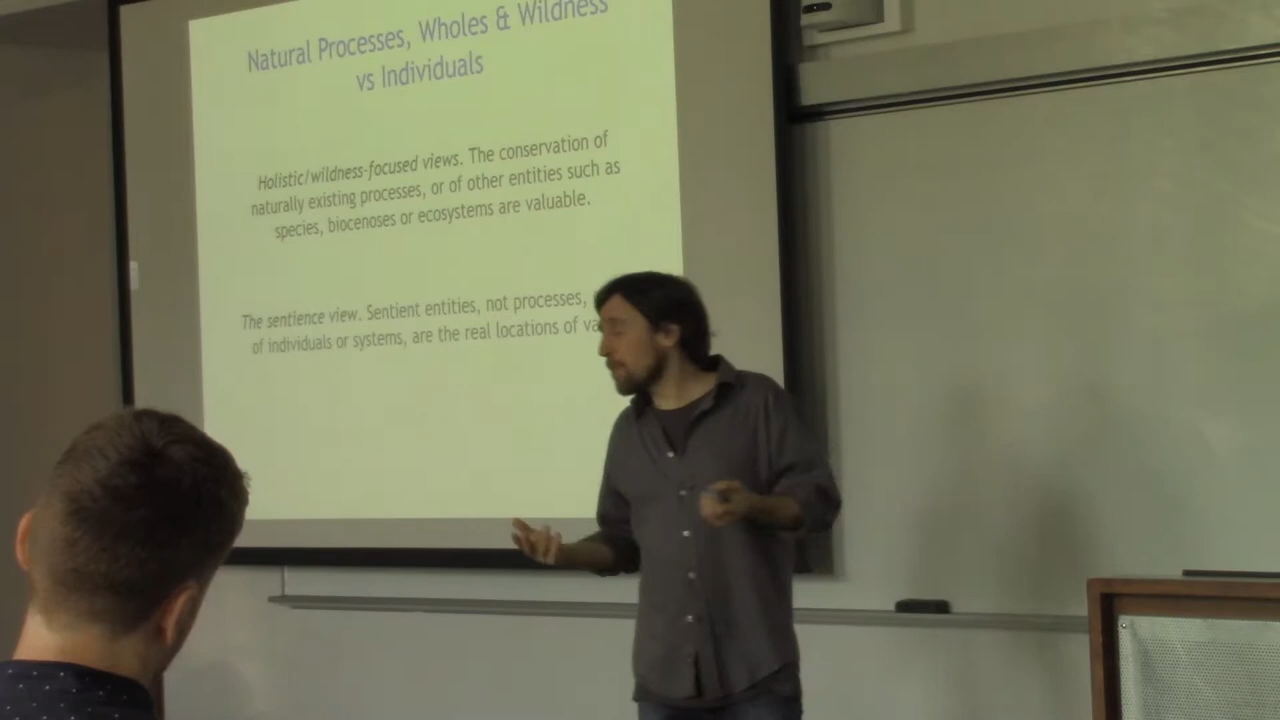 Natural Processes, Wholes & Wildness
vs Individuals
Holistic/wildness-focused views. The conservation of
naturally existing processes, or of other entities such as
species, biocenoses or ecosystems are valuable.
The sentience view. Sentient entities, not processes,
of individuals or systems, are the real locations of